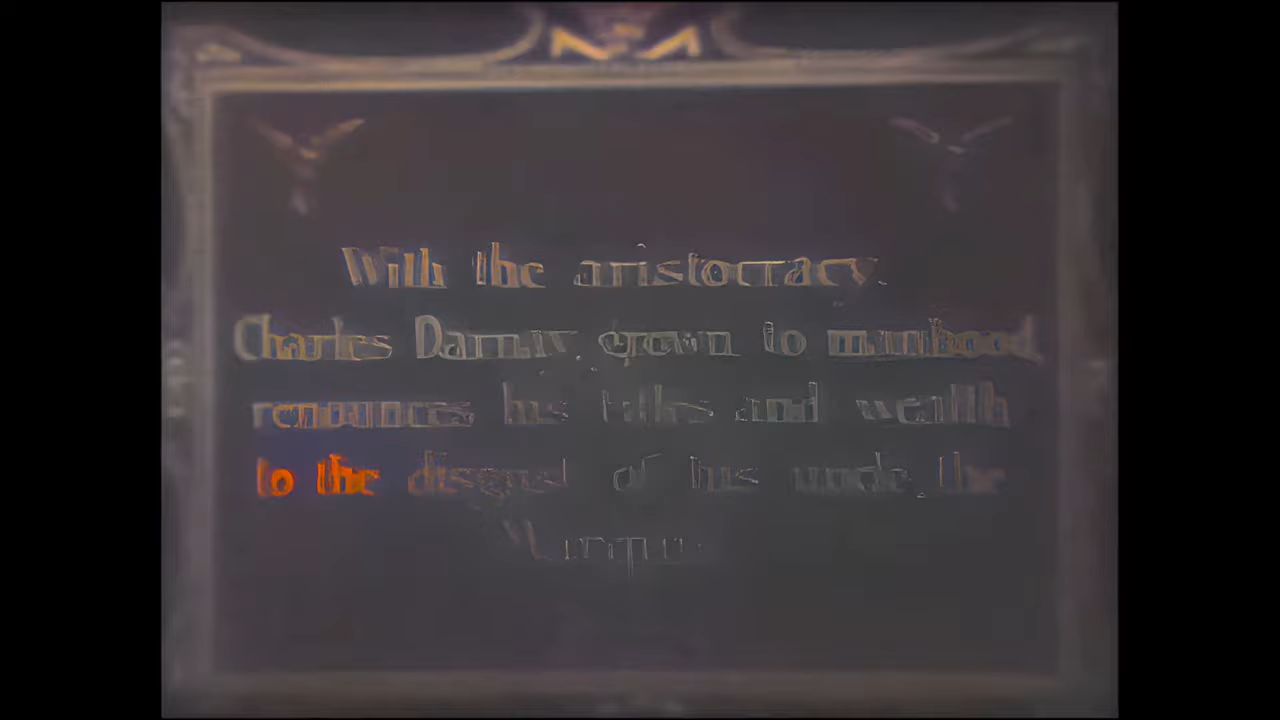 With the aristocracy.
Charles Darnay, grown to manhood,
renounces his titles and wealth
to the disgust of his uncle, the
Marquis